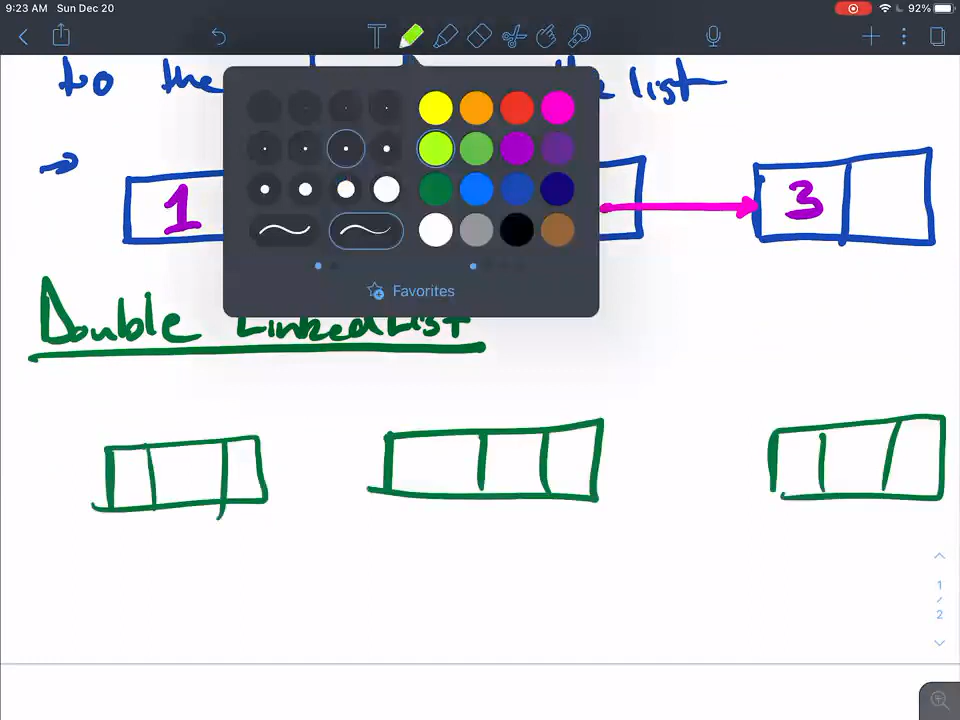 9:23 AM Sun Dec 20
92%
T
to the list
1 3
Favorites
Double LinkedList
1
2